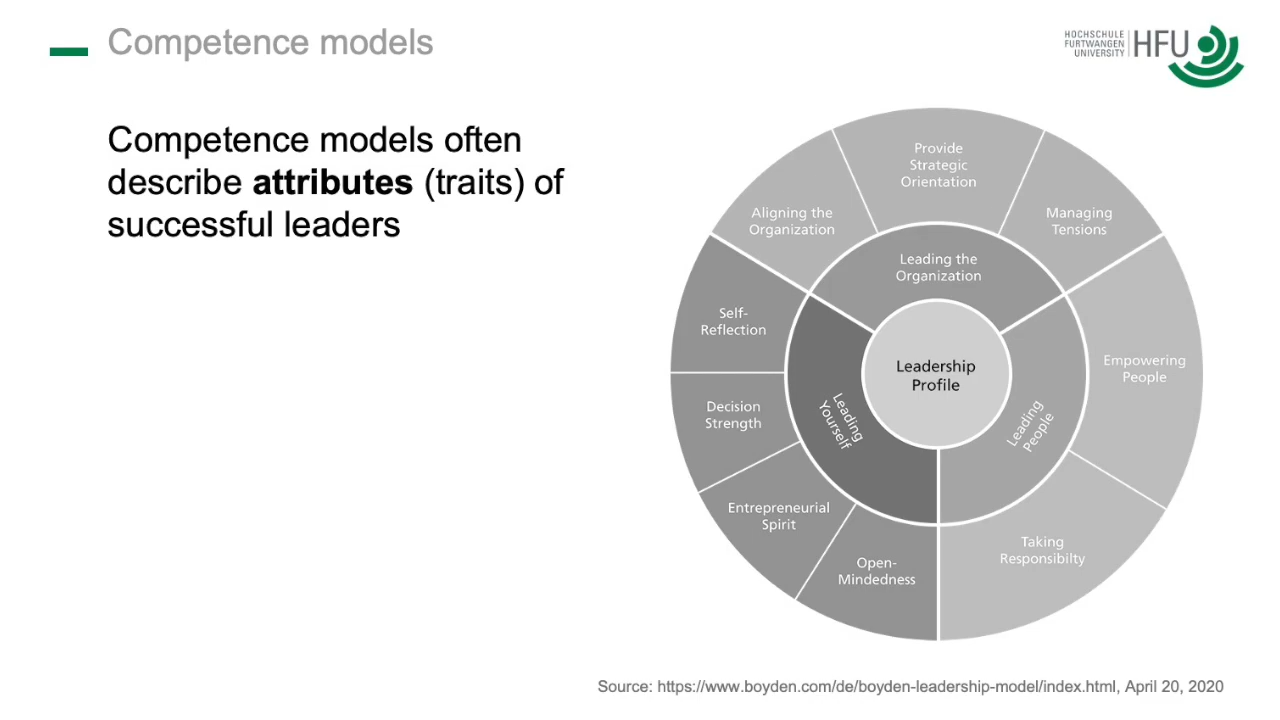 Competence models
HOCHSCHULE
FURTWANGEN
UNIVERSITY
HFU
Competence models often
describe attributes (traits) of
successful leaders
Provide
Strategic
Orientation
Aligning the
Organization
Managing
Tensions
Leading the
Organization
Self-
Reflection
Empowering
People
Leadership
Profile
Decision
Strength
Leading
Yourself
Leading
People
Entrepreneurial
Spirit
Taking
Responsibilty
Open-
Mindedness
Source: https://www.boyden.com/de/boyden-leadership-model/index.html, April 20, 2020